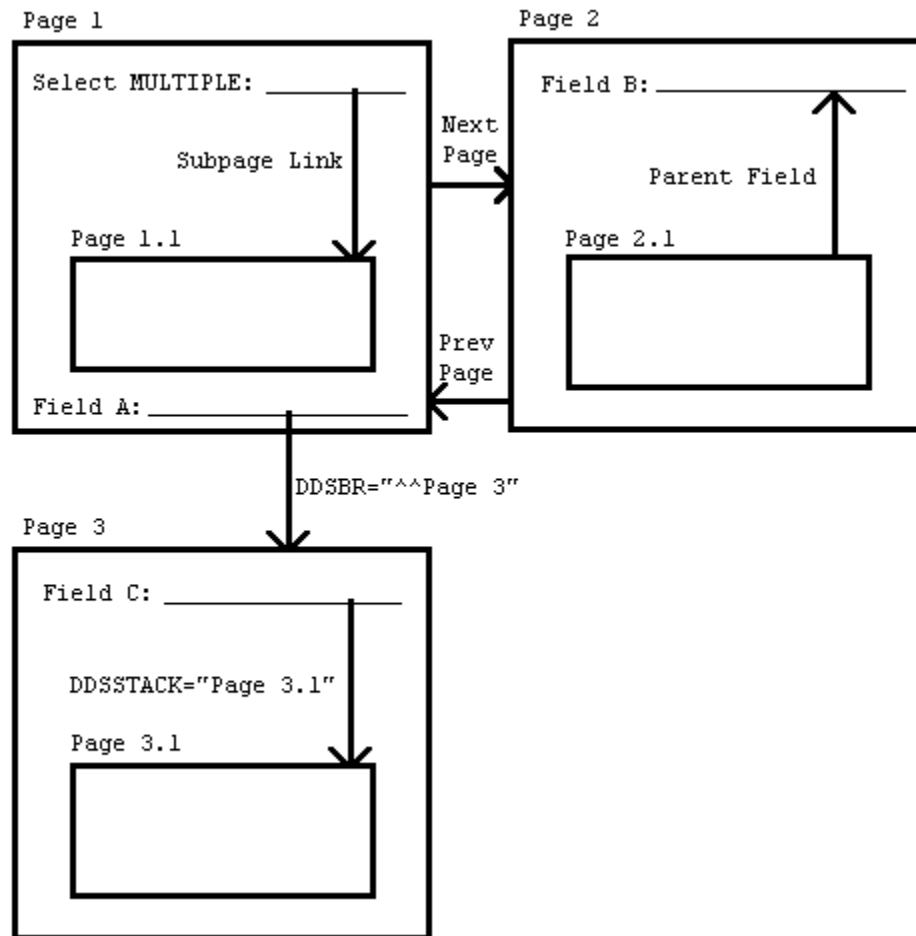 Page 1
Select MULTIPLE:
Subpage Link
Page 1.1
Field A:
Next
Page
Prev
Page
Page 2
Field B:
Parent Field
Page 2.1
DDSBR="^^Page 3"
Page 3
Field C:
DDSSTACK="Page 3.1"
Page 3.1